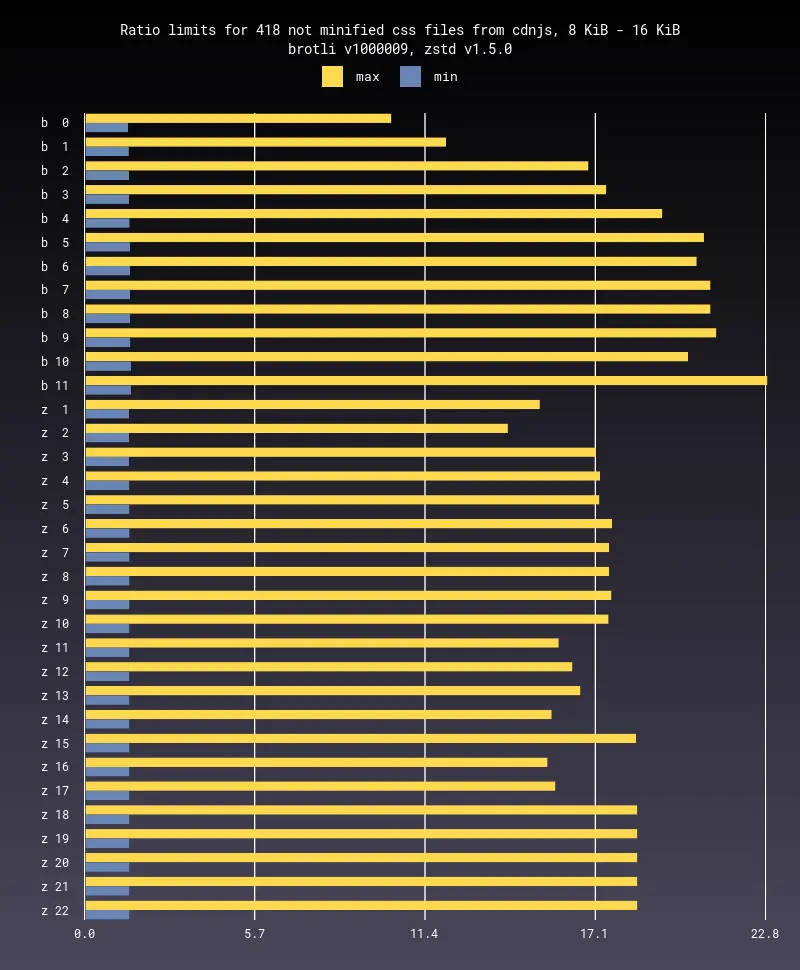 Ratio limits for 418 not minified css files from cdnjs, 8 KiB - 16 KiB
brotli v1000009, zstd v1.5.0
max min
b 0
b 1
b 2
b 3
b 4
b 5
b 6
b 7
b 8
b 9
b 10
b 11
z 1
z 2
z 3
z 4
z 5
z 6
z 7
z 8
z 9
z 10
z 11
z 12
z 13
z 14
z 15
z 16
z 17
z 18
z 19
z 20
z 21
z 22
0.0 5.7 11.4 17.1 22.8